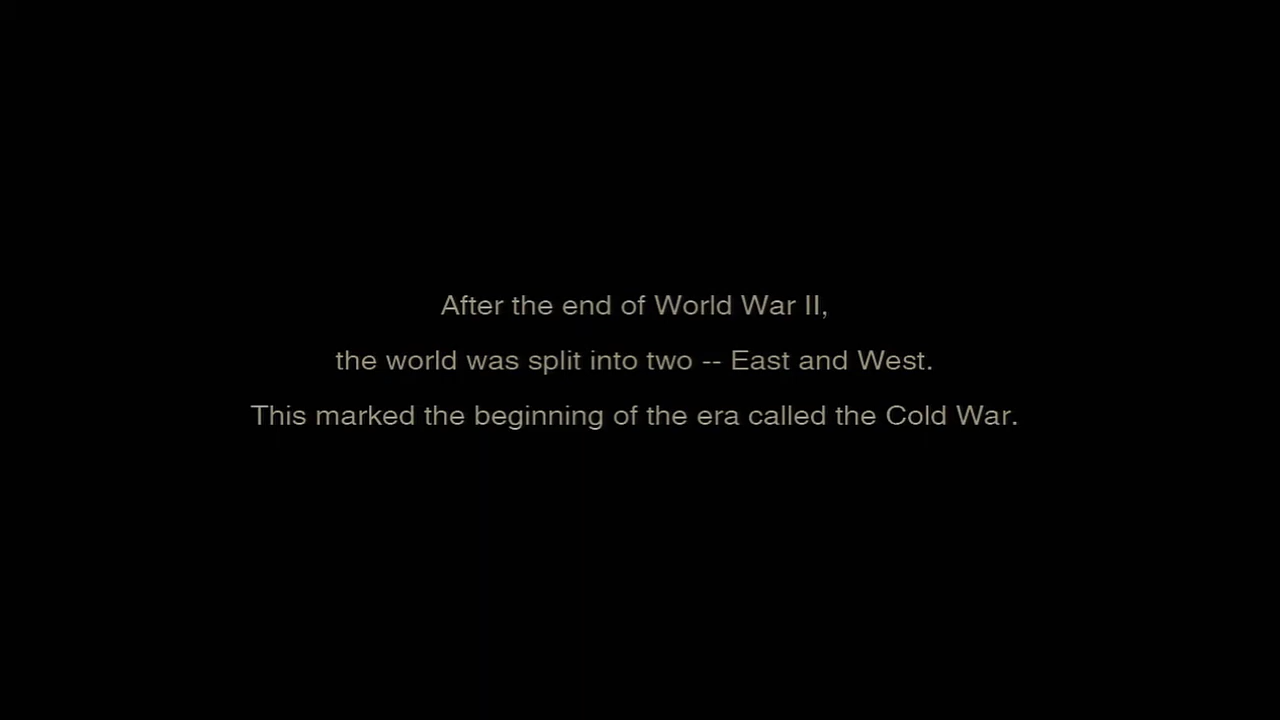 After the end of World War II,
the world was split into two -- East and West.
This marked the beginning of the era called the Cold War.